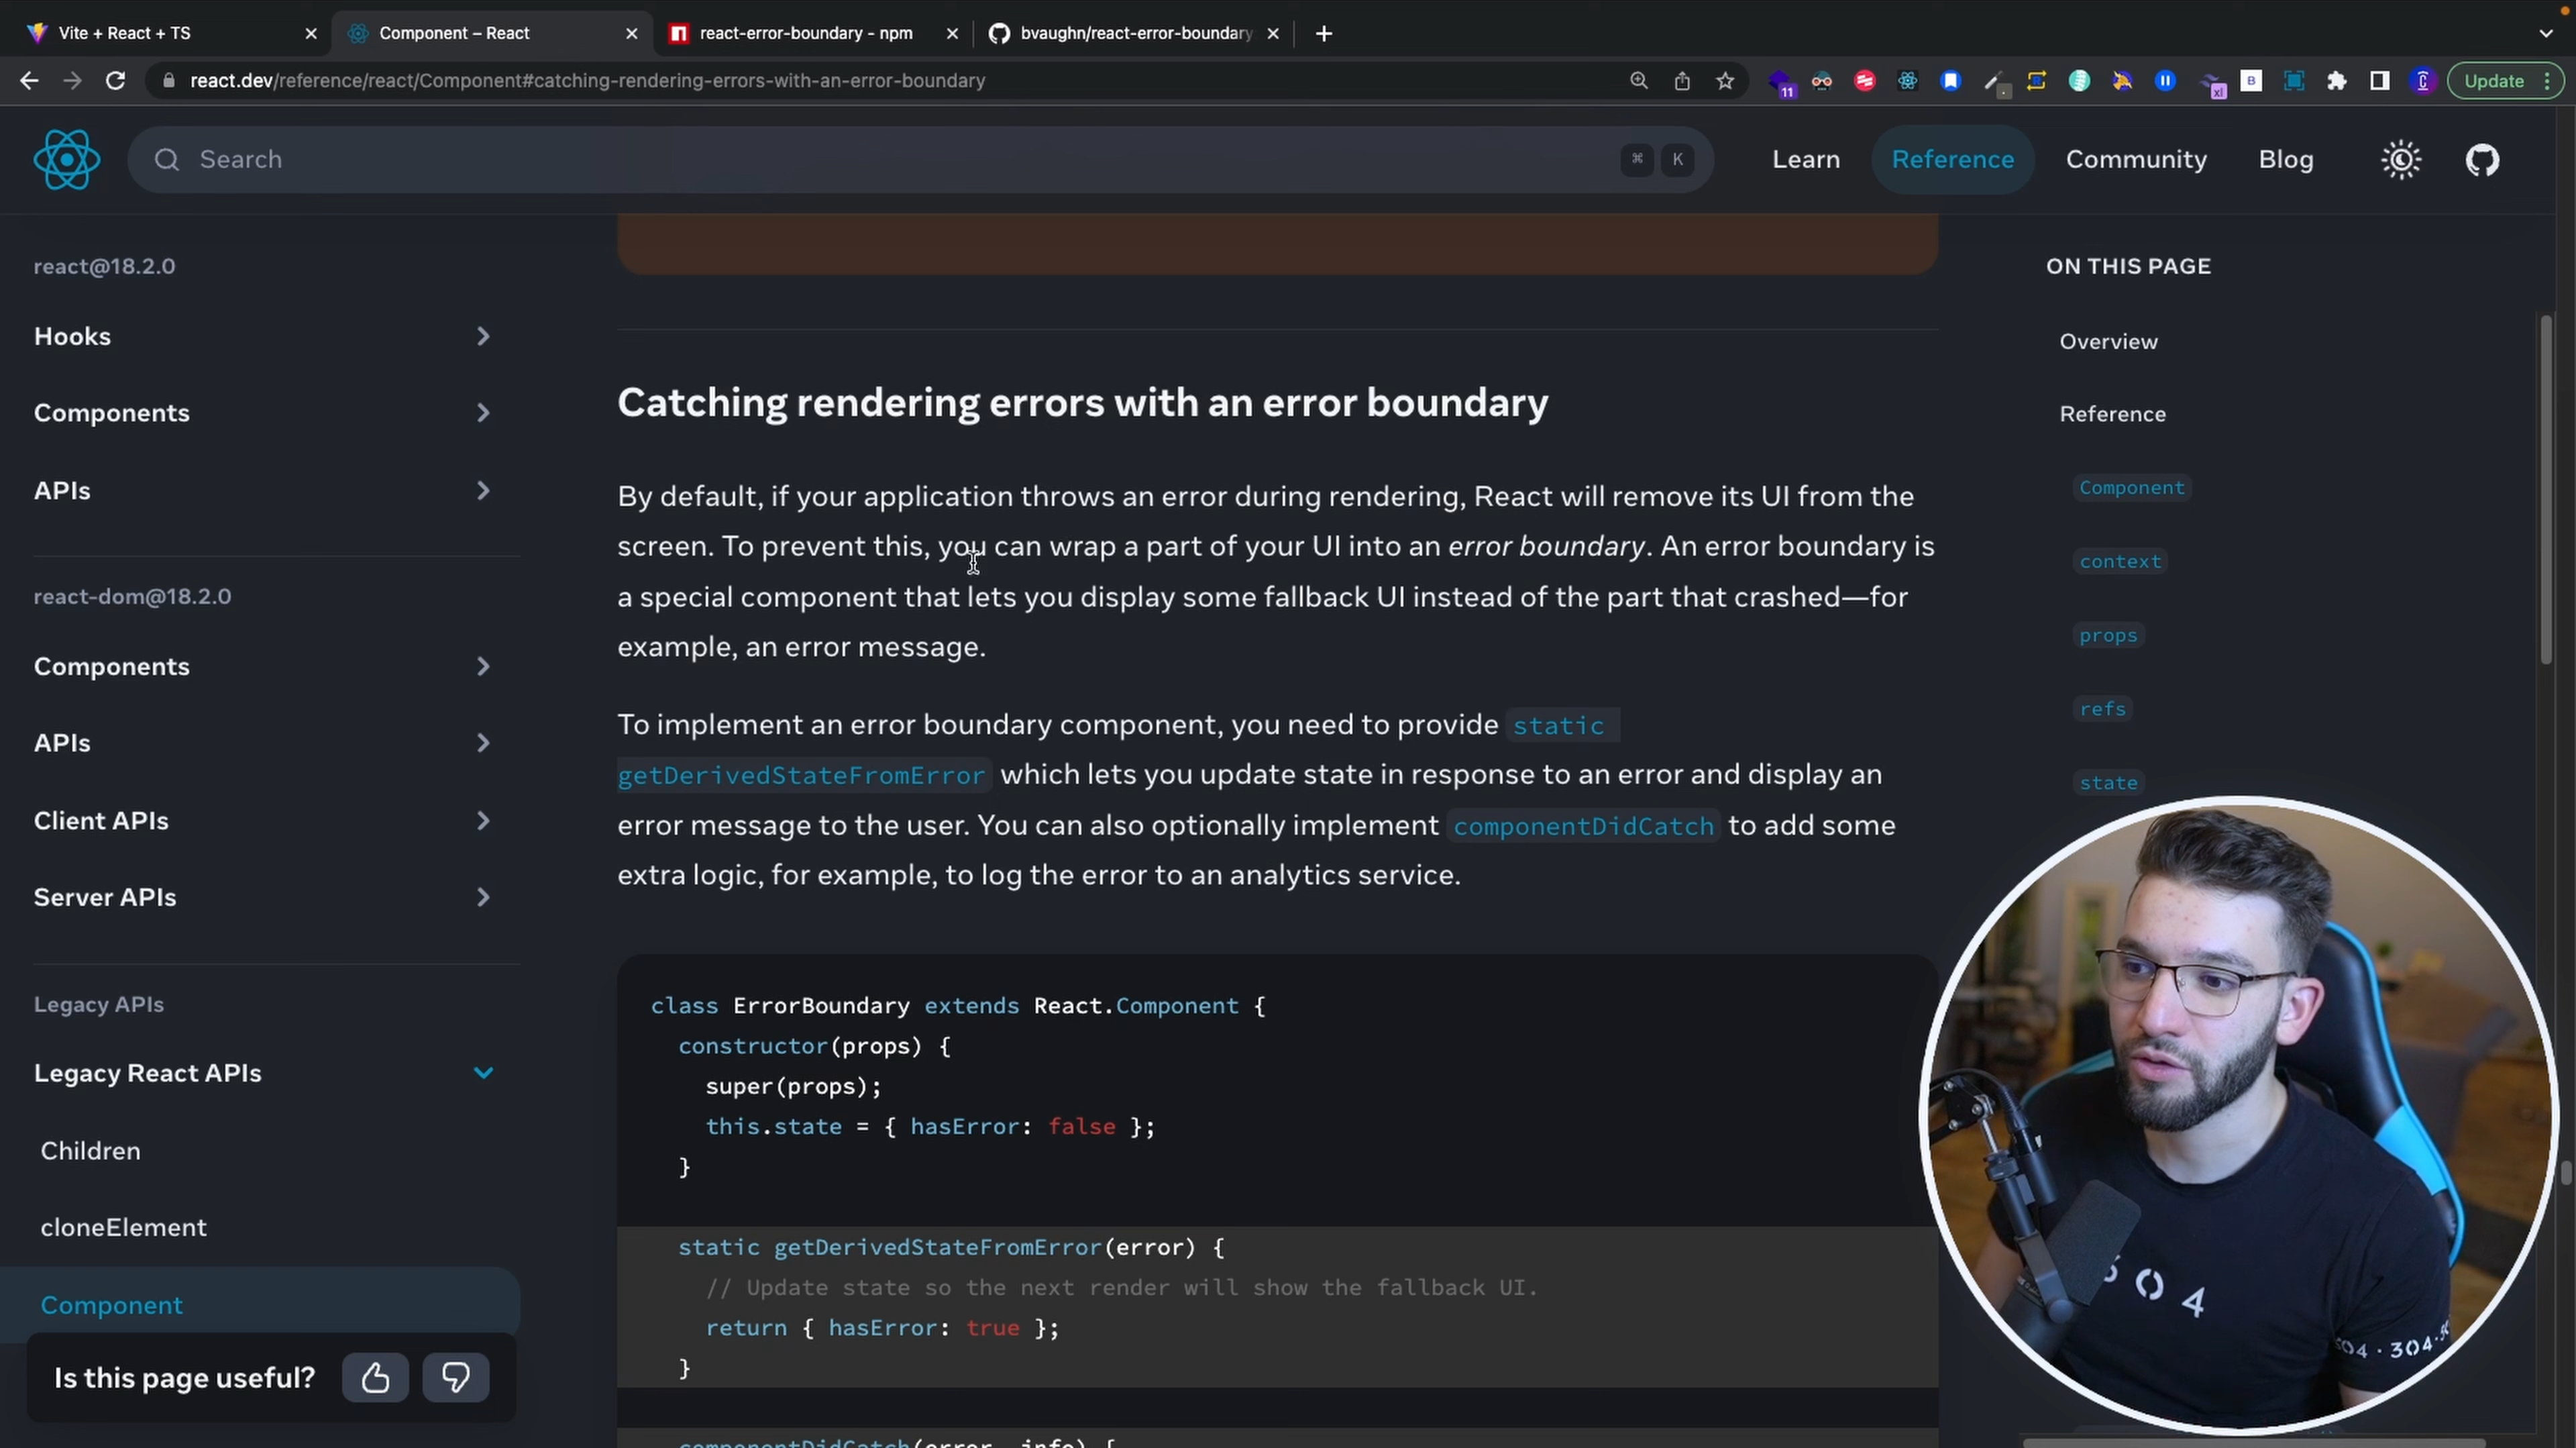 Vite + React + TS
Component – React
react-error-boundary - npm
bvaughn/react-error-boundary
react.dev/reference/react/Component#catching-rendering-errors-with-an-error-boundary
11
xl
B
Update
Search
⌘ K
Learn
Reference
Community
Blog
react@18.2.0
Hooks
Components
APIs
react-dom@18.2.0
Components
APIs
Client APIs
Server APIs
Legacy APIs
Legacy React APIs
Children
cloneElement
Component
Is this page useful?
Catching rendering errors with an error boundary
By default, if your application throws an error during rendering, React will remove its UI from the
screen. To prevent this, you can wrap a part of your UI into an error boundary. An error boundary is
a special component that lets you display some fallback UI instead of the part that crashed—for
example, an error message.
To implement an error boundary component, you need to provide static
getDerivedStateFromError which lets you update state in response to an error and display an
error message to the user. You can also optionally implement componentDidCatch to add some
extra logic, for example, to log the error to an analytics service.
class ErrorBoundary extends React.Component {
constructor(props) {
super(props);
this.state = { hasError: false };
}
static getDerivedStateFromError(error) {
// Update state so the next render will show the fallback UI.
return { hasError: true };
}
componentDidCatch(error, info) {
ON THIS PAGE
Overview
Reference
Component
context
props
refs
state
304
304 · 304